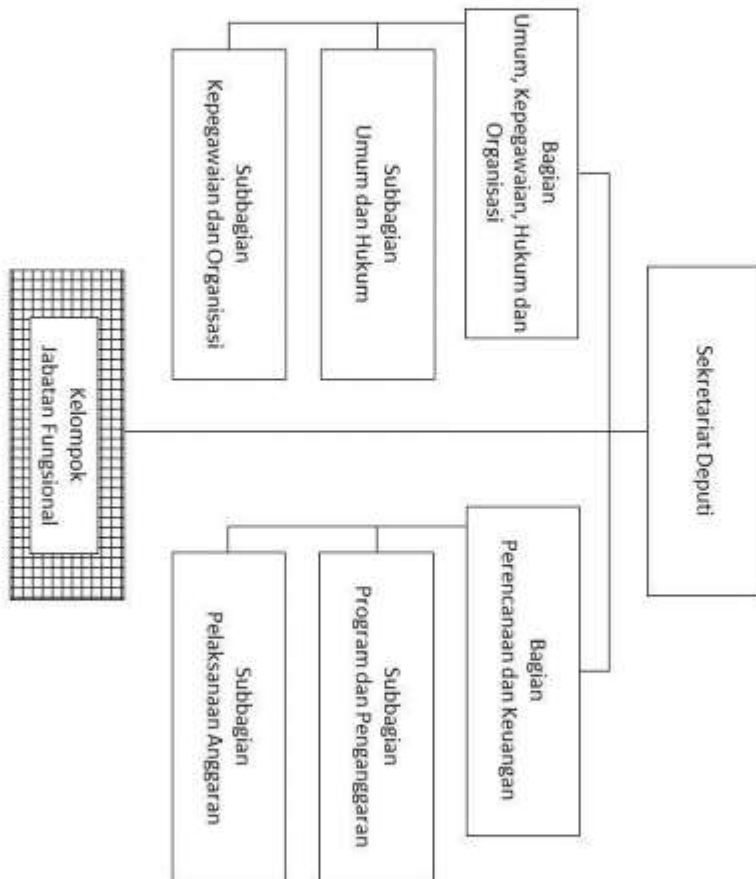 Sekretariat Deputi
Bagian
Umum, Kepegawaian, Hukum dan
Organisasi
Subbagian
Umum dan Hukum
Subbagian
Kepegawaian dan Organisasi
Bagian
Perencanaan dan Keuangan
Subbagian
Program dan Penganggaran
Subbagian
Pelaksanaan Anggaran
Kelompok
Jabatan Fungsional